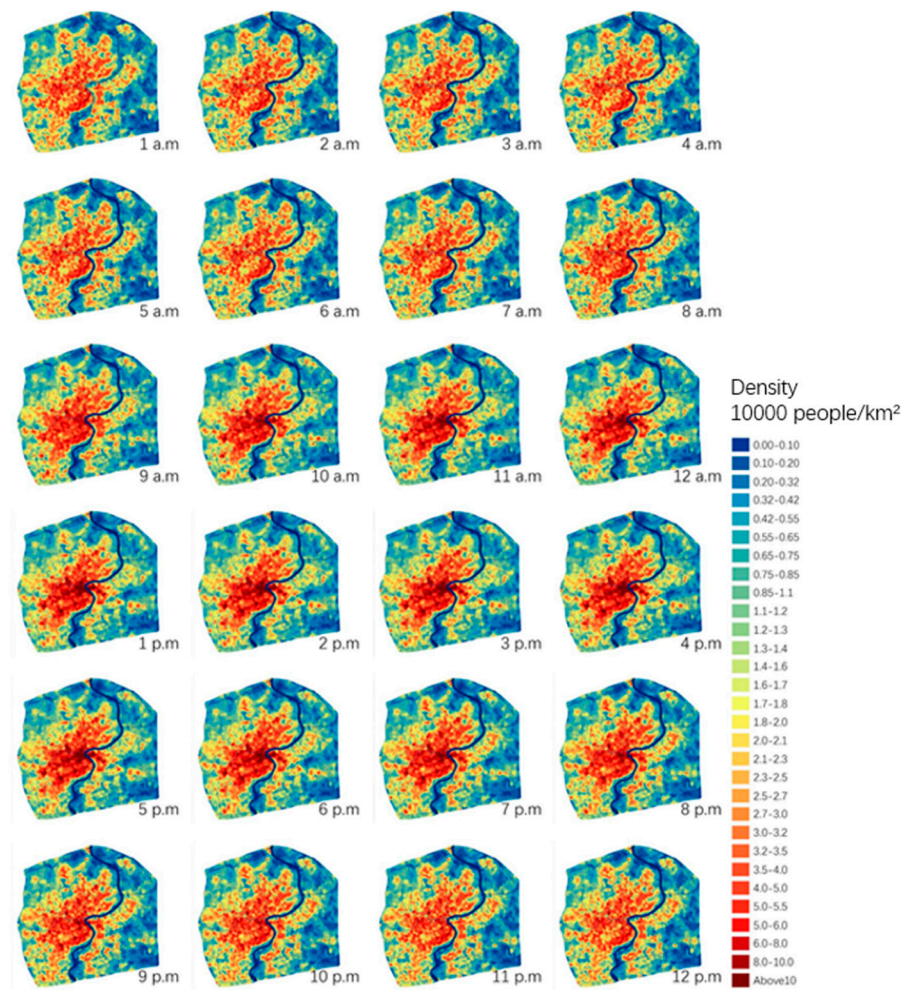 1 a.m
2 a.m
3 a.m
4 a.m
5 a.m
6 a.m
7 a.m
8 a.m
9 a.m
10 a.m
11 a.m
12 a.m
1 p.m
2 p.m
3 p.m
4 p.m
5 p.m
6 p.m
7 p.m
8 p.m
9 p.m
10 p.m
11 p.m
12 p.m
Density
10000 people/km²
0.00-0.10
0.10-0.20
0.20-0.32
0.32-0.42
0.42-0.55
0.55-0.65
0.65-0.75
0.75-0.85
0.85-1.1
1.1-1.2
1.2-1.3
1.3-1.4
1.4-1.6
1.6-1.7
1.7-1.8
1.8-2.0
2.0-2.1
2.1-2.3
2.3-2.5
2.5-2.7
2.7-3.0
3.0-3.2
3.2-3.5
3.5-4.0
4.0-5.0
5.0-5.5
5.0-6.0
6.0-8.0
8.0-10.0
Above10